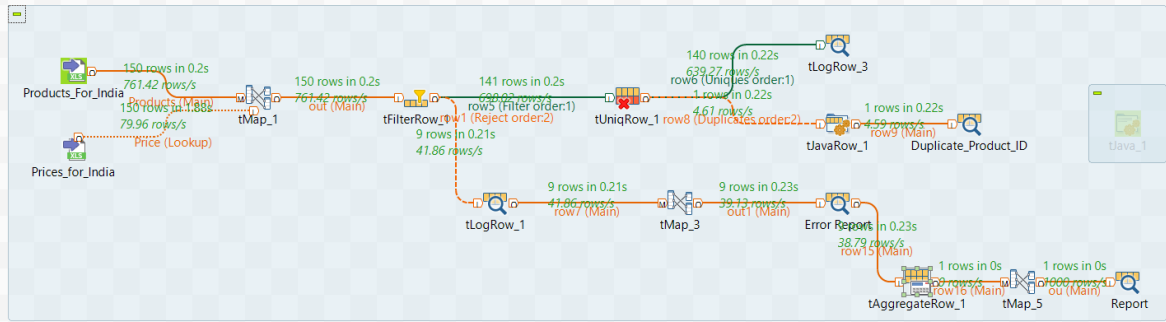 140 rows in 0.22s
639.27 rows/s
row6 (Uniques order:1)
tLogRow_3
150 rows in 0.2s
761.42 rows/s
Products_For_India
Products (Main)
150 rows in 1.88s
79.96 rows/s
Price (Lookup)
Prices_for_India
tMap_1
150 rows in 0.2s
761.42 rows/s
out (Main)
tFilterRow_1
141 rows in 0.2s
row5 (Filter order:1)
row1 (Reject order:2)
9 rows in 0.21s
41.86 rows/s
tUniqRow_1
1 rows in 0.22s
4.61 rows/s
row8 (Duplicates order:2)
tJavaRow_1
1 rows in 0.22s
4.59 rows/s
row9 (Main)
Duplicate_Product_ID
tJava_1
tLogRow_1
9 rows in 0.21s
41.86 rows/s
row7 (Main)
tMap_3
9 rows in 0.23s
39.13 rows/s
out1 (Main)
Error Report
9 rows in 0.23s
38.79 rows/s
row15 (Main)
tAggregateRow_1
1 rows in 0s
0 rows/s
row16 (Main)
tMap_5
1 rows in 0s
1000 rows/s
ou (Main)
Report